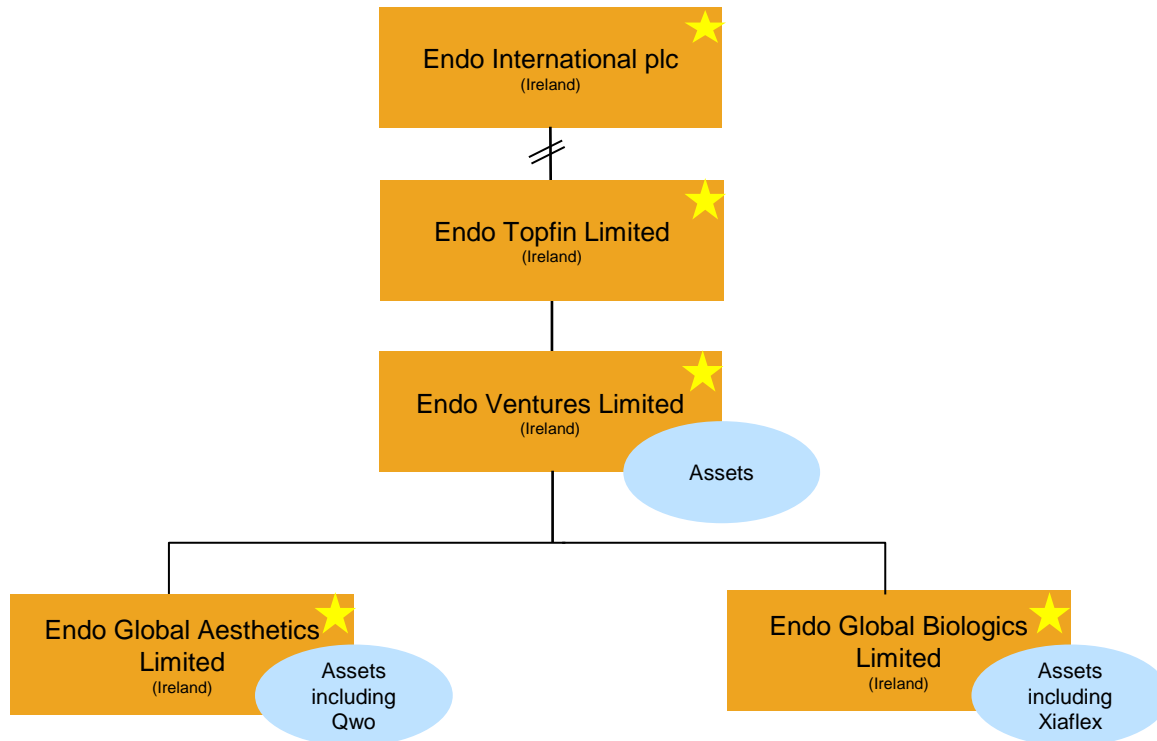 Endo International plc
(Ireland)
Endo Topfin Limited
(Ireland)
Endo Ventures Limited
(Ireland)
Assets
Endo Global Aesthetics
Limited
(Ireland)
Assets
including
Qwo
Endo Global Biologics
Limited
(Ireland)
Assets
including
Xiaflex